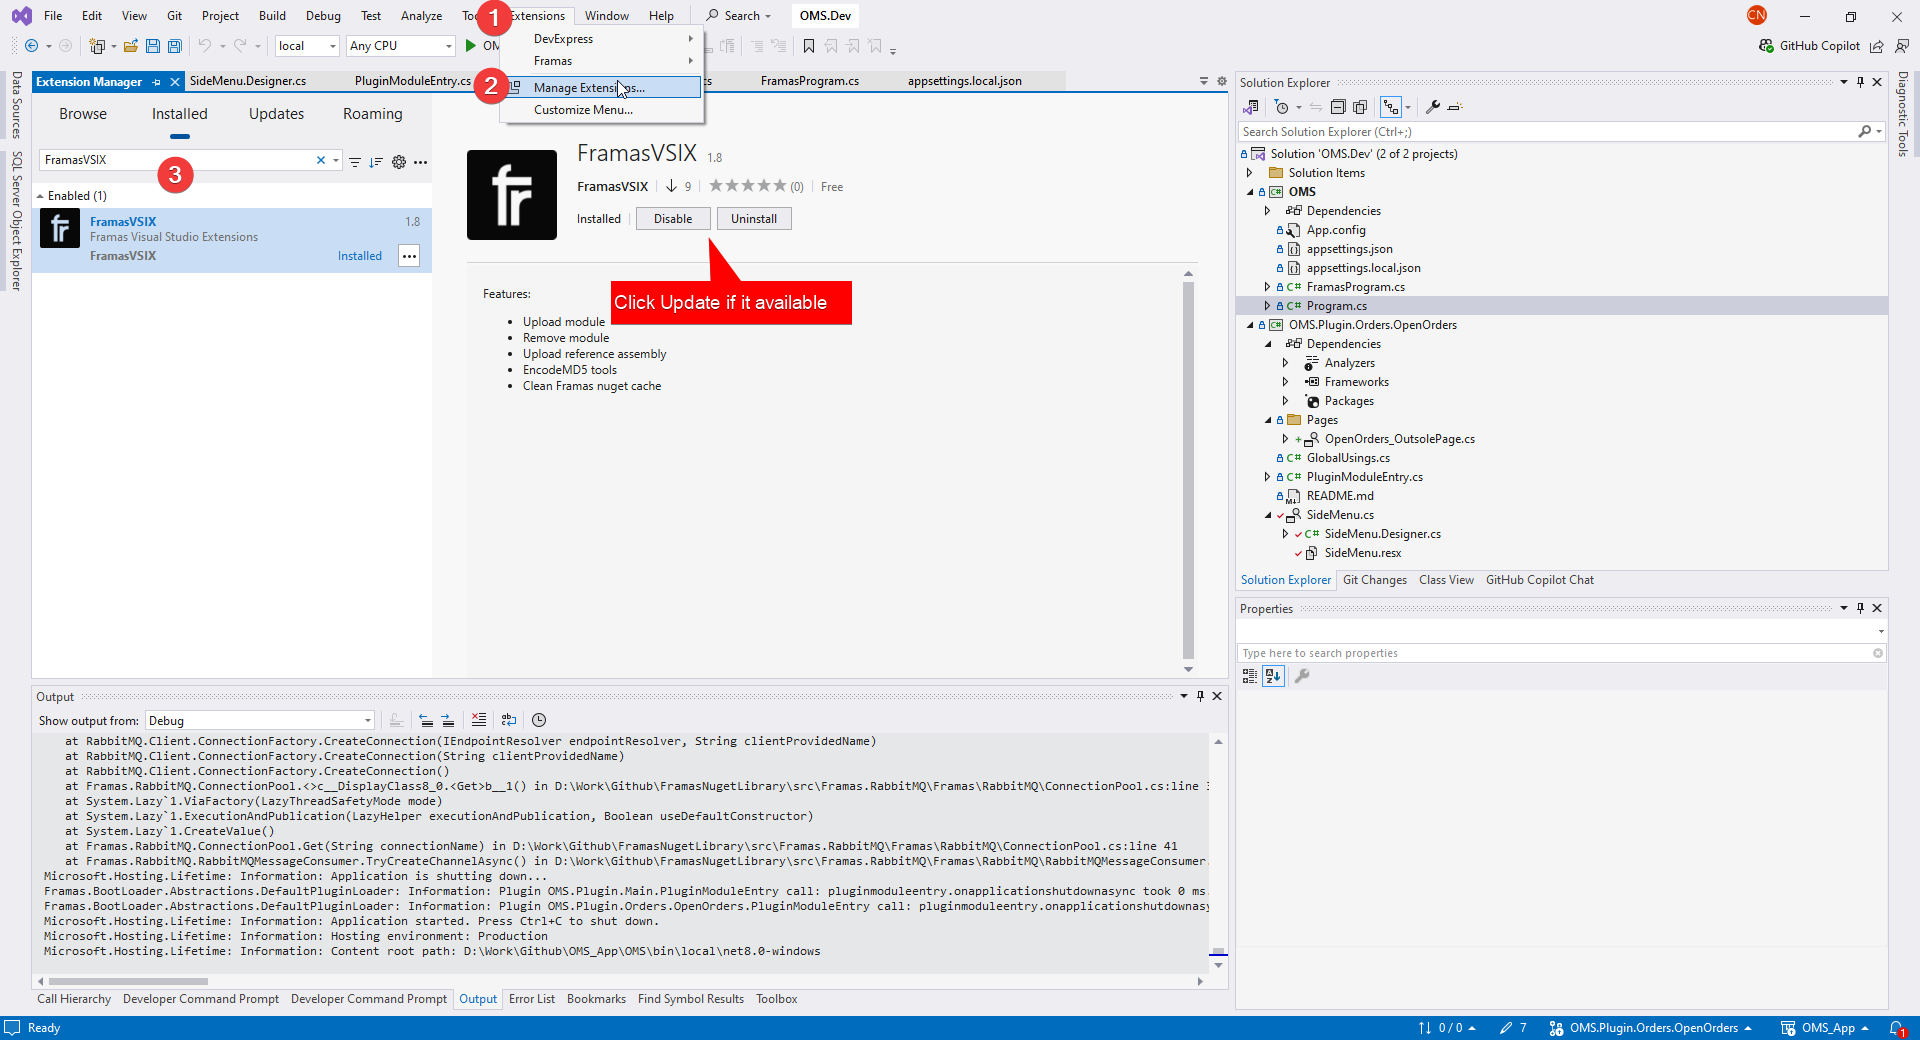 File Edit View Git Project Build Debug Test Analyze Extensions Window Help Search OMS.Dev CN
1
local Any CPU GitHub Copilot
DevExpress
Framas
2
Manage Extensions...
Customize Menu...
Extension Manager SideMenu.Designer.cs PluginModuleEntry.cs FramasProgram.cs appsettings.local.json
Data Sources
SQL Server Object Explorer
Browse Installed Updates Roaming
FramasVSIX
3
Enabled (1)
FramasVSIX 1.8
Framas Visual Studio Extensions
FramasVSIX Installed
fr
fr
FramasVSIX 1.8
FramasVSIX 9 (0) Free
Installed Disable Uninstall
Click Update if it available
Features:
Upload module
Remove module
Upload reference assembly
EncodeMD5 tools
Clean Framas nuget cache
Output
Show output from: Debug
at RabbitMQ.Client.ConnectionFactory.CreateConnection(IEndpointResolver endpointResolver, String clientProvidedName)
at RabbitMQ.Client.ConnectionFactory.CreateConnection(String clientProvidedName)
at RabbitMQ.Client.ConnectionFactory.CreateConnection()
at Framas.RabbitMQ.ConnectionPool.<>c__DisplayClass8_0.<Get>b__1() in D:\Work\Github\FramasNugetLibrary\src\Framas.RabbitMQ\Framas\RabbitMQ\ConnectionPool.cs:line
at System.Lazy`1.ViaFactory(LazyThreadSafetyMode mode)
at System.Lazy`1.ExecutionAndPublication(LazyHelper executionAndPublication, Boolean useDefaultConstructor)
at System.Lazy`1.CreateValue()
at Framas.RabbitMQ.ConnectionPool.Get(String connectionName) in D:\Work\Github\FramasNugetLibrary\src\Framas.RabbitMQ\Framas\RabbitMQ\ConnectionPool.cs:line 41
at Framas.RabbitMQ.RabbitMQMessageConsumer.TryCreateChannelAsync() in D:\Work\Github\FramasNugetLibrary\src\Framas.RabbitMQ\Framas\RabbitMQ\RabbitMQMessageConsumer.
Microsoft.Hosting.Lifetime: Information: Application is shutting down...
Framas.BootLoader.Abstractions.DefaultPluginLoader: Information: Plugin OMS.Plugin.Main.PluginModuleEntry call: pluginmoduleentry.onapplicationshutdownasync took 0 ms.
Framas.BootLoader.Abstractions.DefaultPluginLoader: Information: Plugin OMS.Plugin.Orders.OpenOrders.PluginModuleEntry call: pluginmoduleentry.onapplicationshutdownasy
Microsoft.Hosting.Lifetime: Information: Application started. Press Ctrl+C to shut down.
Microsoft.Hosting.Lifetime: Information: Hosting environment: Production
Microsoft.Hosting.Lifetime: Information: Content root path: D:\Work\Github\OMS_App\OMS\bin\local\net8.0-windows
Call Hierarchy Developer Command Prompt Developer Command Prompt Output Error List Bookmarks Find Symbol Results Toolbox
Solution Explorer
Search Solution Explorer (Ctrl+;)
Solution 'OMS.Dev' (2 of 2 projects)
Solution Items
OMS
Dependencies
App.config
appsettings.json
appsettings.local.json
FramasProgram.cs
Program.cs
OMS.Plugin.Orders.OpenOrders
Dependencies
Analyzers
Frameworks
Packages
Pages
OpenOrders_OutsolePage.cs
GlobalUsings.cs
PluginModuleEntry.cs
README.md
SideMenu.cs
SideMenu.Designer.cs
SideMenu.resx
Solution Explorer Git Changes Class View GitHub Copilot Chat
Properties
Type here to search properties
Diagnostic Tools
Ready 0 / 0 7 OMS.Plugin.Orders.OpenOrders OMS_App 1